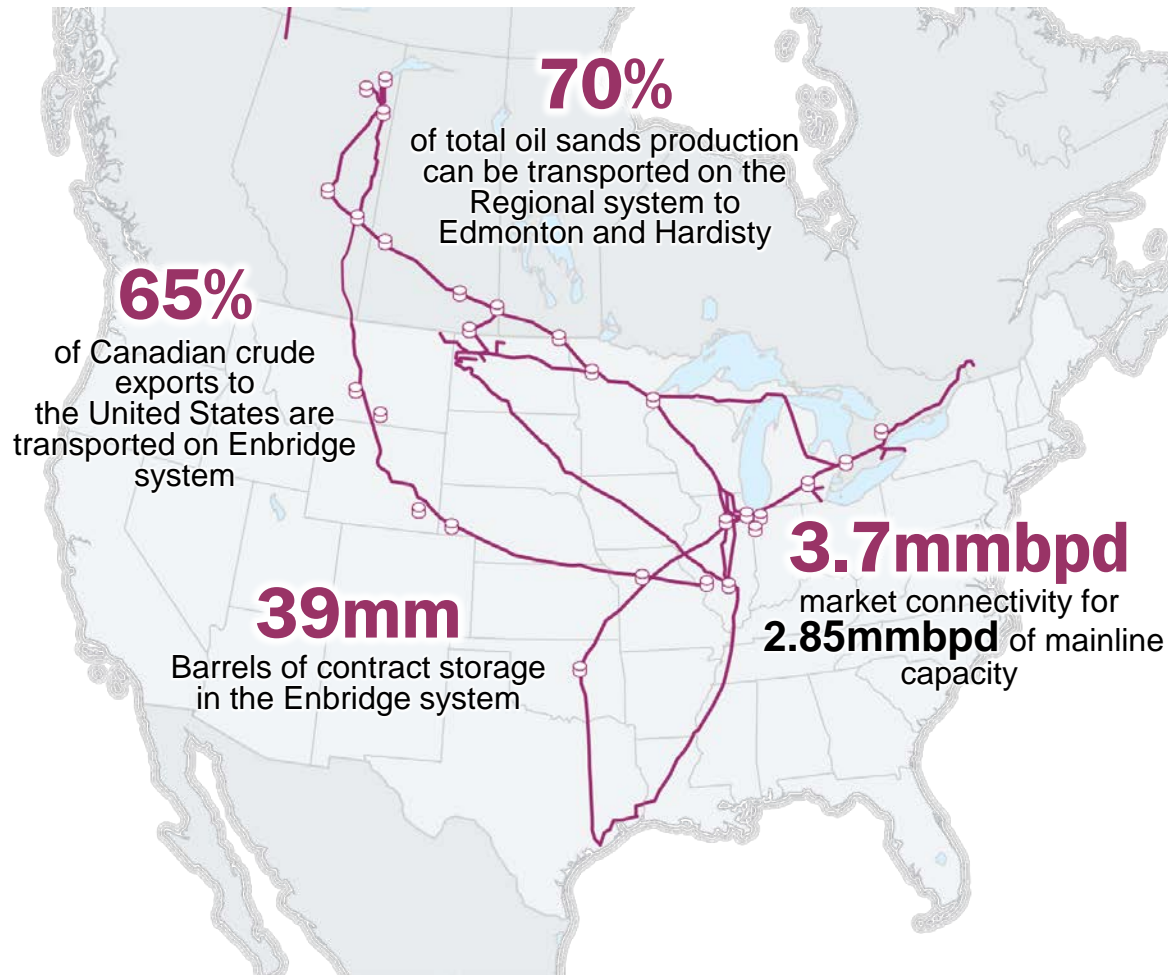 70%
of total oil sands production
can be transported on the
Regional system to
Edmonton and Hardisty
65%
of Canadian crude
exports to
the United States are
transported on Enbridge
system
3.7mmbpd
market connectivity for
2.85mmbpd of mainline
capacity
39mm
Barrels of contract storage
in the Enbridge system